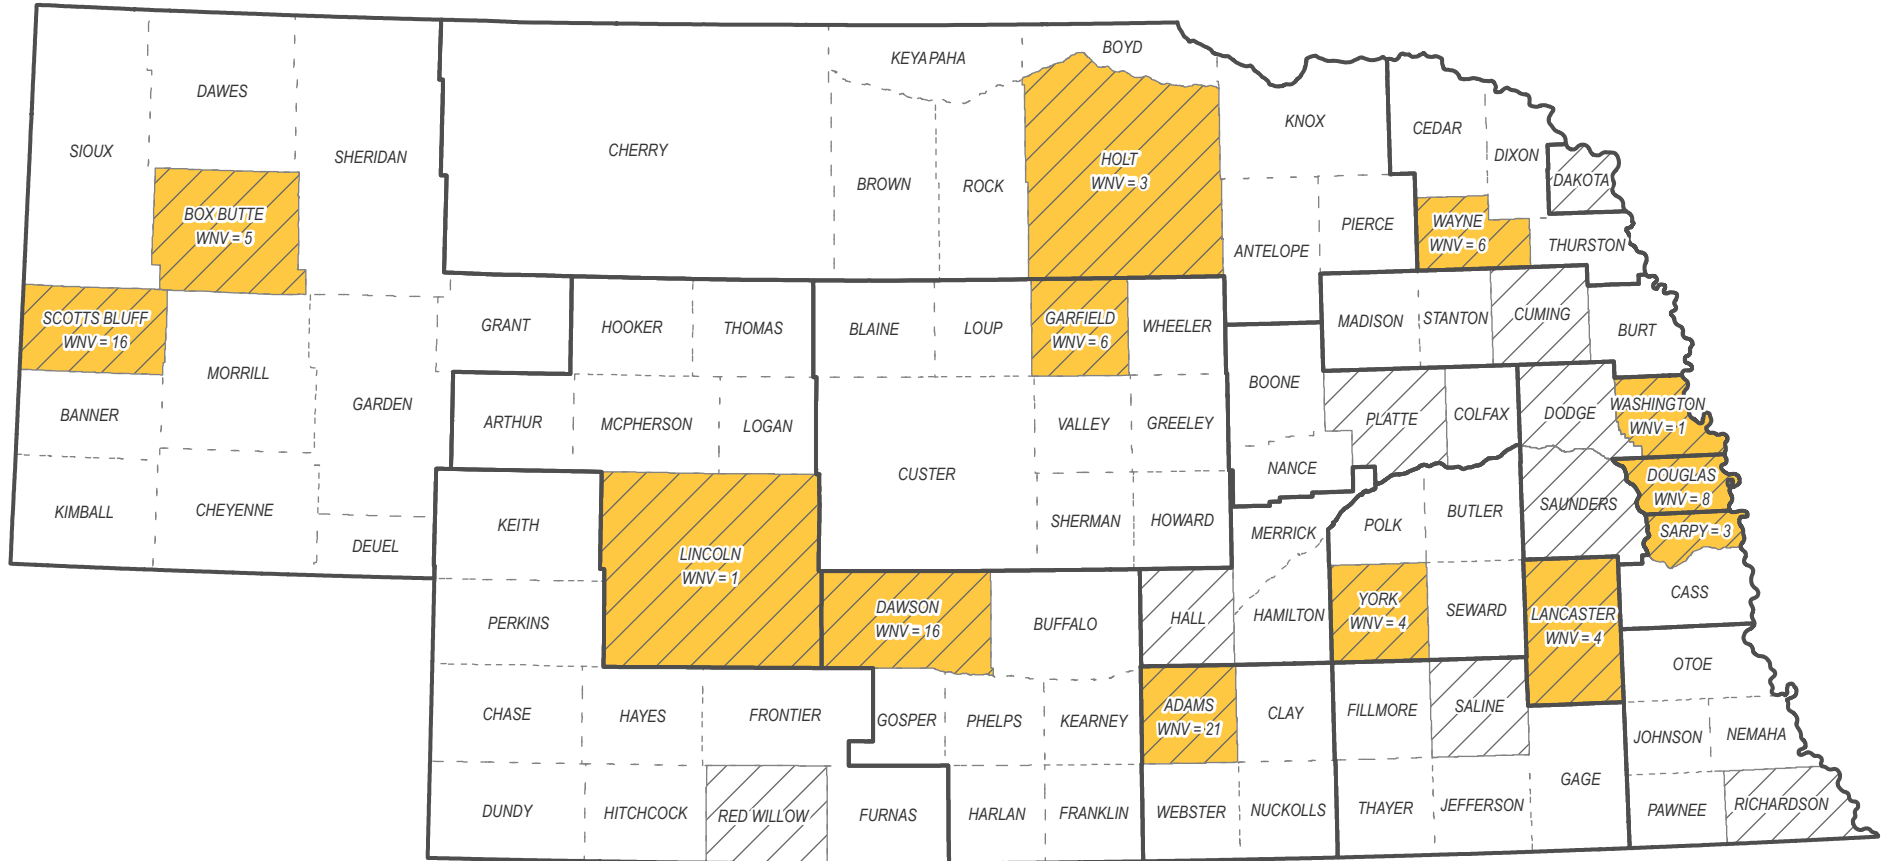 KEYAPAHA
BOYD
DAWES
SIOUX
SHERIDAN
CHERRY
BROWN
ROCK
HOLT
WNV = 3
KNOX
CEDAR
DIXON
DAKOTA
BOX BUTTE
WNV = 5
ANTELOPE
PIERCE
WAYNE
WNV = 6
THURSTON
SCOTTS BLUFF
WNV = 16
MORRILL
GRANT
HOOKER
THOMAS
BLAINE
LOUP
GARFIELD
WNV = 6
WHEELER
MADISON
STANTON
CUMING
BURT
BANNER
GARDEN
ARTHUR
MCPHERSON
LOGAN
CUSTER
VALLEY
GREELEY
BOONE
PLATTE
COLFAX
DODGE
WASHINGTON
WNV = 1
NANCE
KIMBALL
CHEYENNE
DEUEL
KEITH
LINCOLN
WNV = 1
SHERMAN
HOWARD
MERRICK
POLK
BUTLER
SAUNDERS
DOUGLAS
WNV = 8
SARPY = 3
PERKINS
DAWSON
WNV = 16
BUFFALO
HALL
HAMILTON
YORK
WNV = 4
SEWARD
LANCASTER
WNV = 4
CASS
OTOE
CHASE
HAYES
FRONTIER
GOSPER
PHELPS
KEARNEY
ADAMS
WNV = 21
CLAY
FILLMORE
SALINE
JOHNSON
NEMAHA
DUNDY
HITCHCOCK
RED WILLOW
FURNAS
HARLAN
FRANKLIN
WEBSTER
NUCKOLLS
THAYER
JEFFERSON
GAGE
PAWNEE
RICHARDSON